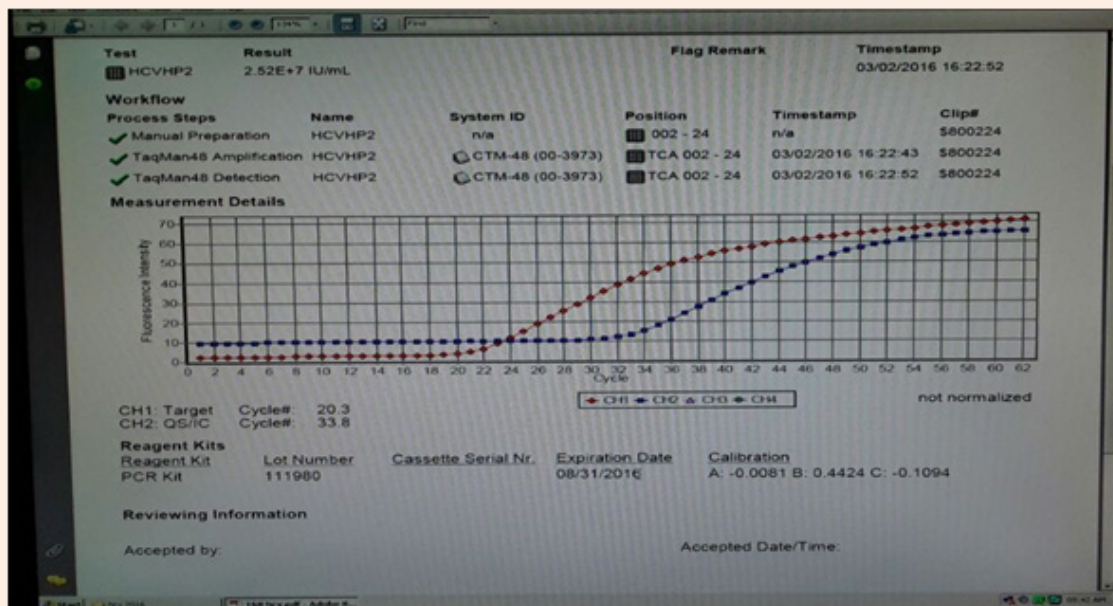 1 / 1 139% Find
Test Result Flag Remark Timestamp
HCVHP2 2.52E+7 IU/mL 03/02/2016 16:22:52
Workflow
Process Steps Name System ID Position Timestamp Clip#
Manual Preparation HCVHP2 n/a 002 - 24 n/a S800224
TaqMan48 Amplification HCVHP2 CTM-48 (00-3973) TCA 002 - 24 03/02/2016 16:22:43 S800224
TaqMan48 Detection HCVHP2 CTM-48 (00-3973) TCA 002 - 24 03/02/2016 16:22:52 S800224
Measurement Details
Fluorescence Intensity
70
60
50
40
30
20
10
0
0 2 4 6 8 10 12 14 16 18 20 22 24 26 28 30 32 34 36 38 40 42 44 46 48 50 52 54 56 58 60 62
Cycle
CH1 CH2 CH3 CH4 not normalized
CH1: Target Cycle#: 20.3
CH2: QS/IC Cycle#: 33.8
Reagent Kits
Reagent Kit Lot Number Cassette Serial Nr. Expiration Date Calibration
PCR Kit 111980 08/31/2016 A: -0.0081 B: 0.4424 C: -0.1094
Reviewing Information
Accepted by: Accepted Date/Time: